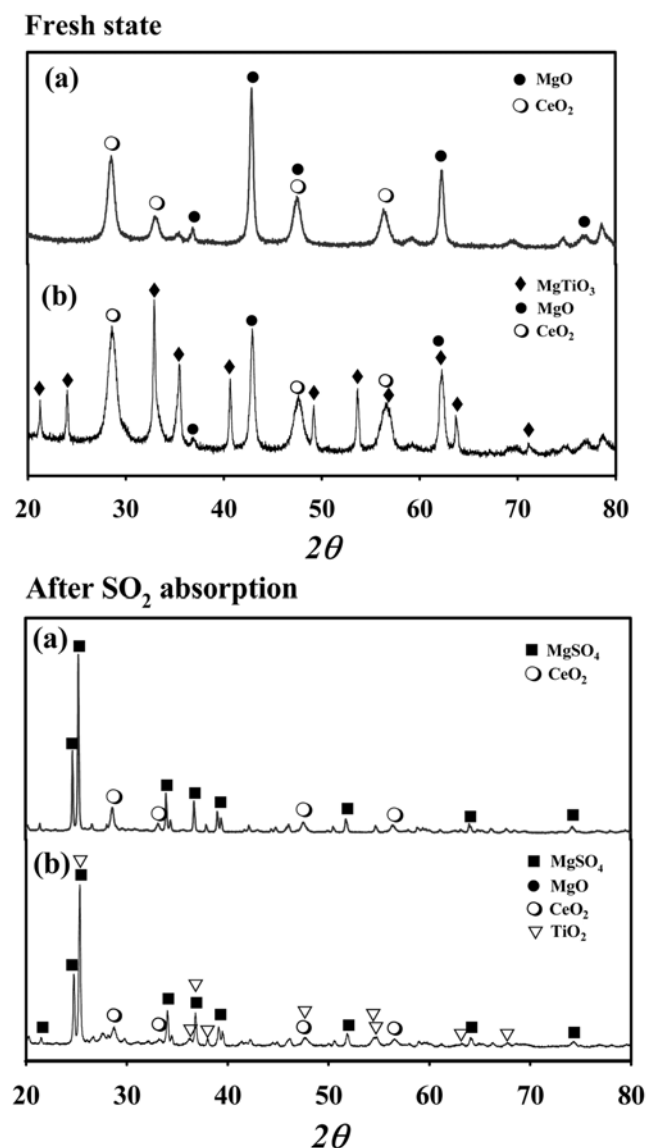 Fresh state
(a)
MgO
CeO₂
(b)
MgTiO₃
MgO
CeO₂
20 30 40 50 60 70 80
2θ
After SO₂ absorption
(a)
MgSO₄
CeO₂
(b)
MgSO₄
MgO
CeO₂
TiO₂
20 30 40 50 60 70 80
2θ